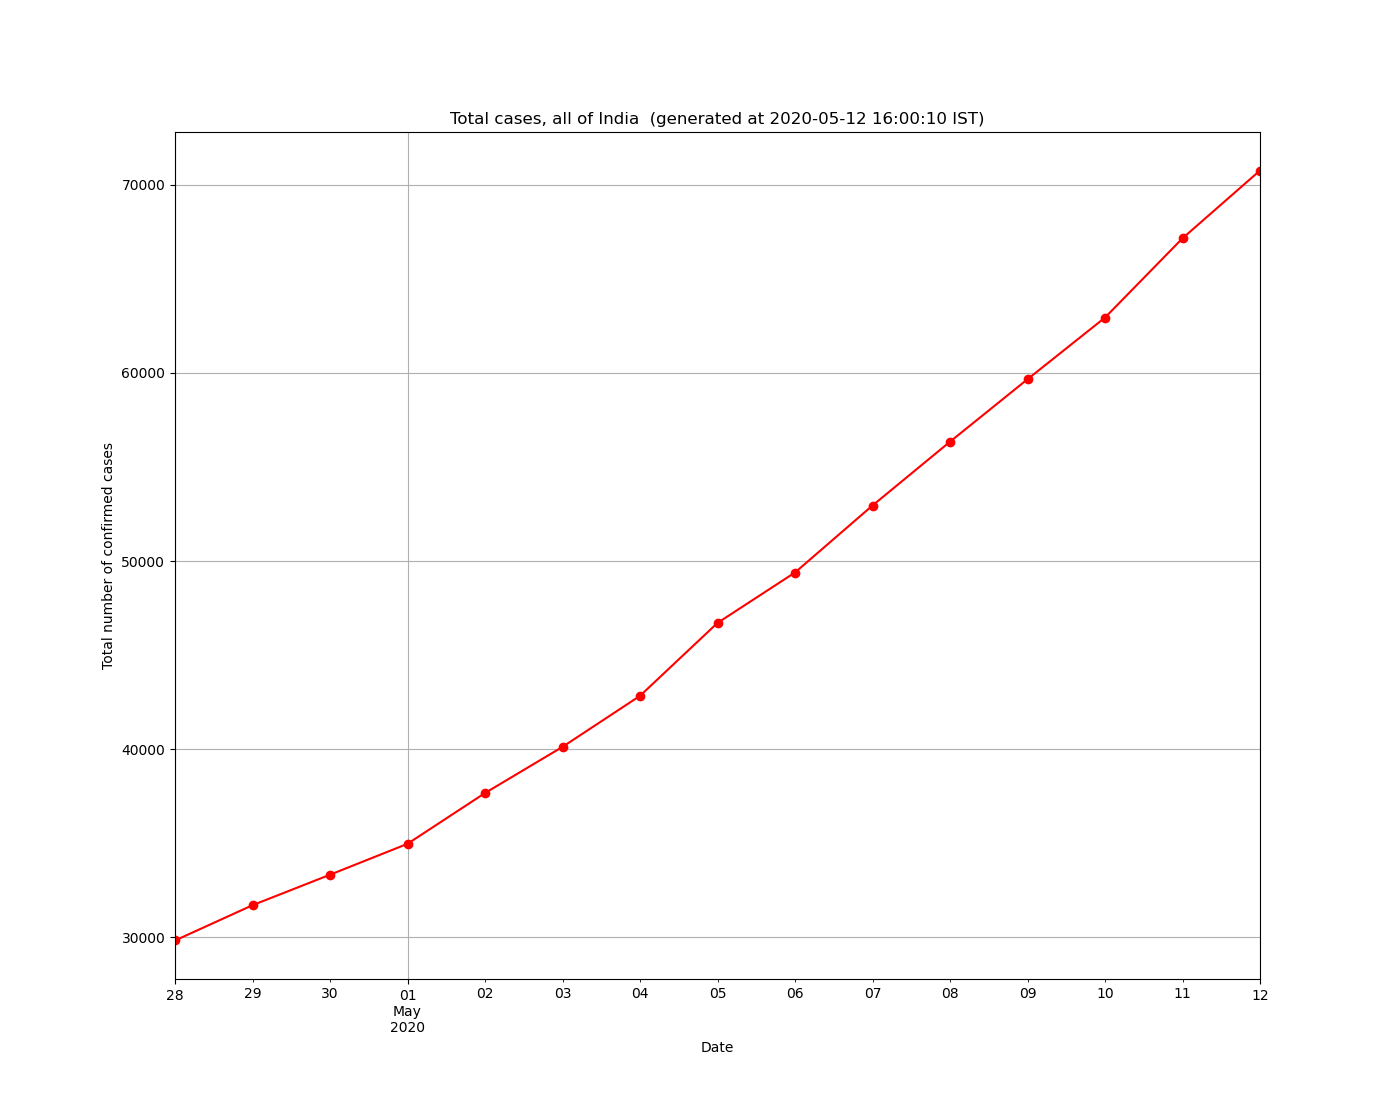 Total cases, all of India  (generated at 2020-05-12 16:00:10 IST)
70000
60000
50000
40000
30000
Total number of confirmed cases
28 29 30 01 02 03 04 05 06 07 08 09 10 11 12
May
2020
Date